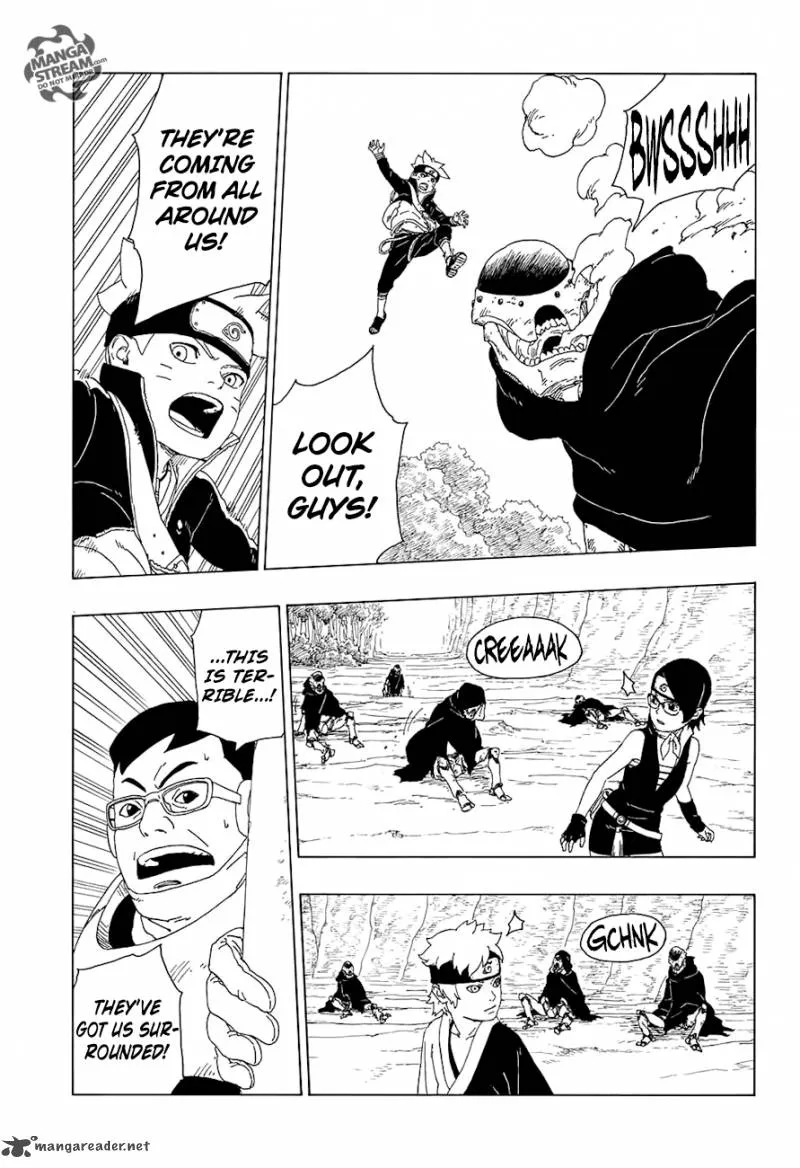 MANGA
STREAM.com
DO NOT MIRROR
BWSSSHHH
LOOK
OUT,
GUYS!
THEY'RE
COMING
FROM ALL
AROUND
US!
CREEAAAK
GCHNK
...THIS
IS TER-
RIBLE...!
THEY'VE
GOT US SUR-
ROUNDED!
mangareader.net